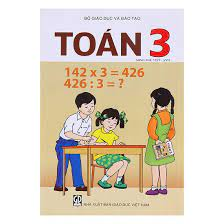 BỘ GIÁO DỤC VÀ ĐÀO TẠO
TOÁN 3
142 x 3 = 426
426 : 3 = ?
NHÀ XUẤT BẢN GIÁO DỤC VIỆT NAM